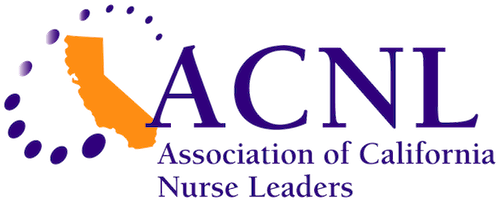 ACNL
Association of California
Nurse Leaders